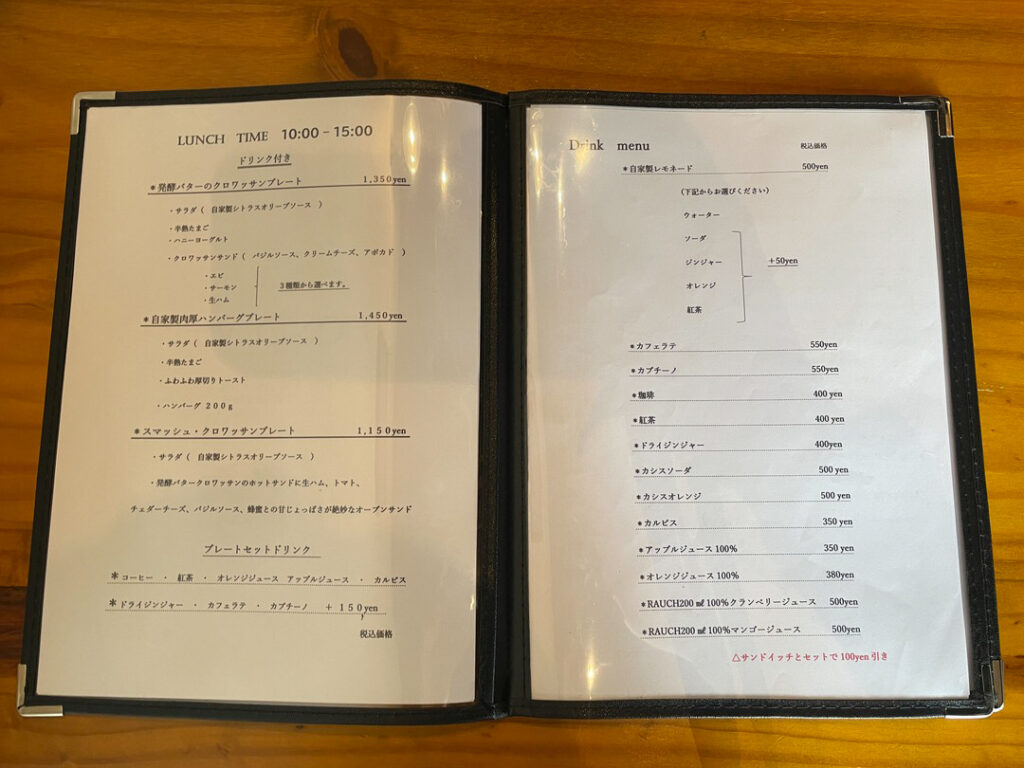 LUNCH TIME 10:00－15:00
ドリンク付き
＊発酵バターのクロワッサンプレート 1,350yen
・サラダ（ 自家製シトラスオリーブソース ）
・半熟たまご
・ハニーヨーグルト
・クロワッサンサンド（ バジルソース、クリームチーズ、アボカド ）
・エビ
・サーモン 3種類から選べます。
・生ハム
＊自家製肉厚ハンバーグプレート 1,450yen
・サラダ（ 自家製シトラスオリーブソース ）
・半熟たまご
・ふわふわ厚切りトースト
・ハンバーグ 200g
＊スマッシュ・クロワッサンプレート 1,150yen
・サラダ（ 自家製シトラスオリーブソース ）
・発酵バタークロワッサンのホットサンドに生ハム、トマト、
チェダーチーズ、バジルソース、蜂蜜との甘じょっぱさが絶妙なオープンサンド
プレートセットドリンク
＊コーヒー ・ 紅茶 ・ オレンジジュース アップルジュース ・ カルピス
＊ドライジンジャー ・ カフェラテ ・ カプチーノ ＋150yen
税込価格
Drink menu 税込価格
＊自家製レモネード 500yen
（下記からお選びください）
ウォーター
ソーダ
ジンジャー ＋50yen
オレンジ
紅茶
＊カフェラテ 550yen
＊カプチーノ 550yen
＊珈琲 400 yen
＊紅茶 400 yen
＊ドライジンジャー 400yen
＊カシスソーダ 500 yen
＊カシスオレンジ 500 yen
＊カルピス 350 yen
＊アップルジュース 100% 350 yen
＊オレンジジュース 100% 380yen
＊RAUCH200 ㎖ 100%クランベリージュース 500yen
＊RAUCH200 ㎖ 100%マンゴージュース 500yen
△サンドイッチとセットで 100yen 引き